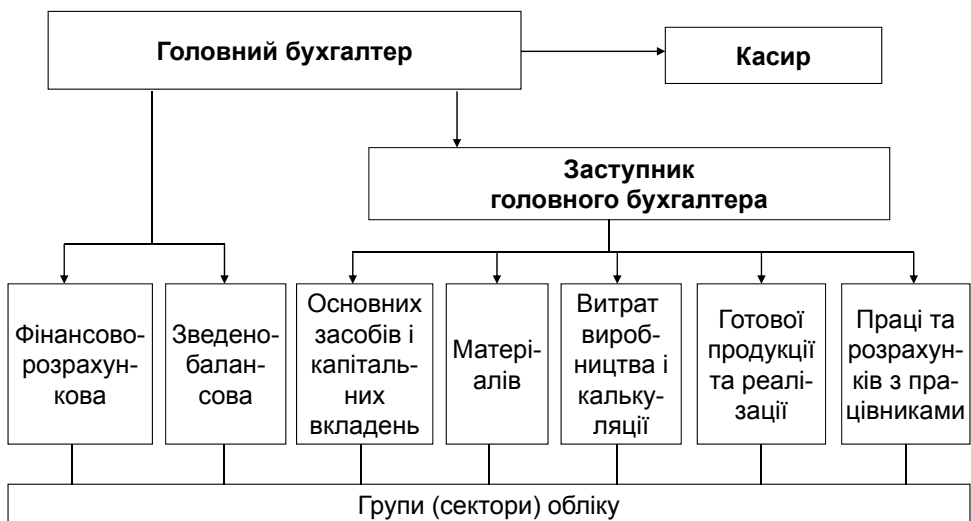 Головний бухгалтер
Касир
Заступник
головного бухгалтера
Фінансово-
розрахун-
кова
Зведено-
балан-
сова
Основних
засобів і
капіталь-
них
вкладень
Матері-
алів
Витрат
вироб-
ництва і
кальку-
ляції
Готової
продукції
та реалі-
зації
Праці та
розрахун-
ків з пра-
цівниками
Групи (сектори) обліку